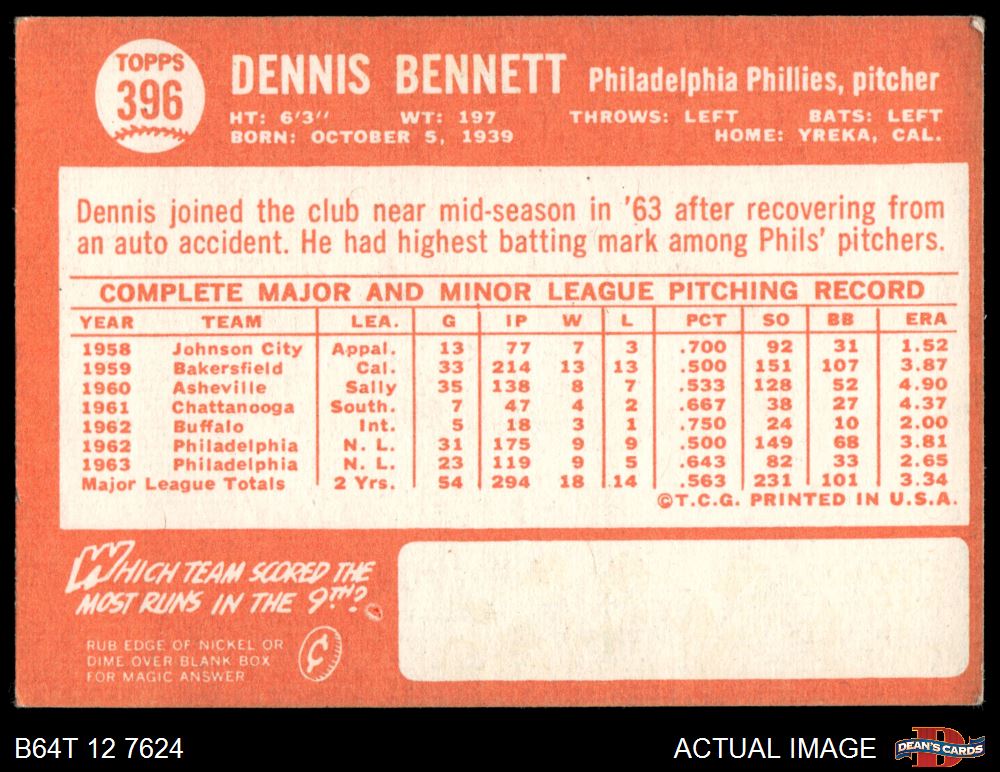 TOPPS
396
DENNIS BENNETT Philadelphia Phillies, pitcher
HT: 6'3" WT: 197 THROWS: LEFT BATS: LEFT
BORN: OCTOBER 5, 1939 HOME: YREKA, CAL.
Dennis joined the club near mid-season in '63 after recovering from
an auto accident. He had highest batting mark among Phils' pitchers.
COMPLETE MAJOR AND MINOR LEAGUE PITCHING RECORD
YEAR TEAM LEA. G IP W L PCT SO BB ERA
1958 Johnson City Appal. 13 77 7 3 .700 92 31 1.52
1959 Bakersfield Cal. 33 214 13 13 .500 151 107 3.87
1960 Asheville Sally 35 138 8 7 .533 128 52 4.90
1961 Chattanooga South. 7 47 4 2 .667 38 27 4.37
1962 Buffalo Int. 5 18 3 1 .750 24 10 2.00
1962 Philadelphia N. L. 31 175 9 9 .500 149 68 3.81
1963 Philadelphia N. L. 23 119 9 5 .643 82 33 2.65
Major League Totals 2 Yrs. 54 294 18 14 .563 231 101 3.34
©T.C.G. PRINTED IN U.S.A.
WHICH TEAM SCORED THE
MOST RUNS IN THE 9TH?
RUB EDGE OF NICKEL OR
DIME OVER BLANK BOX
FOR MAGIC ANSWER
¢
B64T 12 7624 ACTUAL IMAGE DEAN'S CARDS